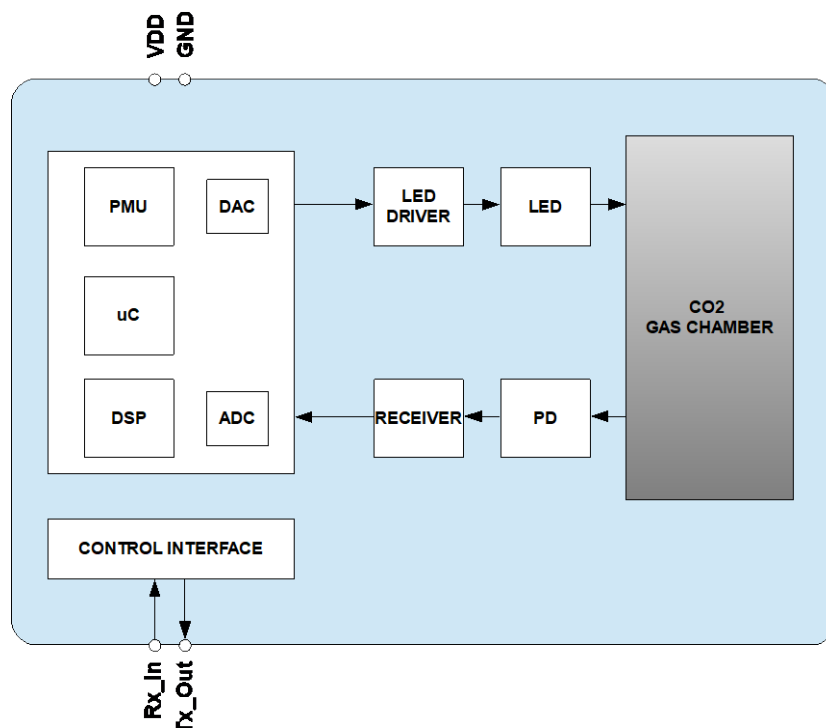 VDD
GND
PMU
DAC
LED
DRIVER
LED
CO2
GAS CHAMBER
uC
DSP
ADC
RECEIVER
PD
CONTROL INTERFACE
Rx_In
Tx_Out